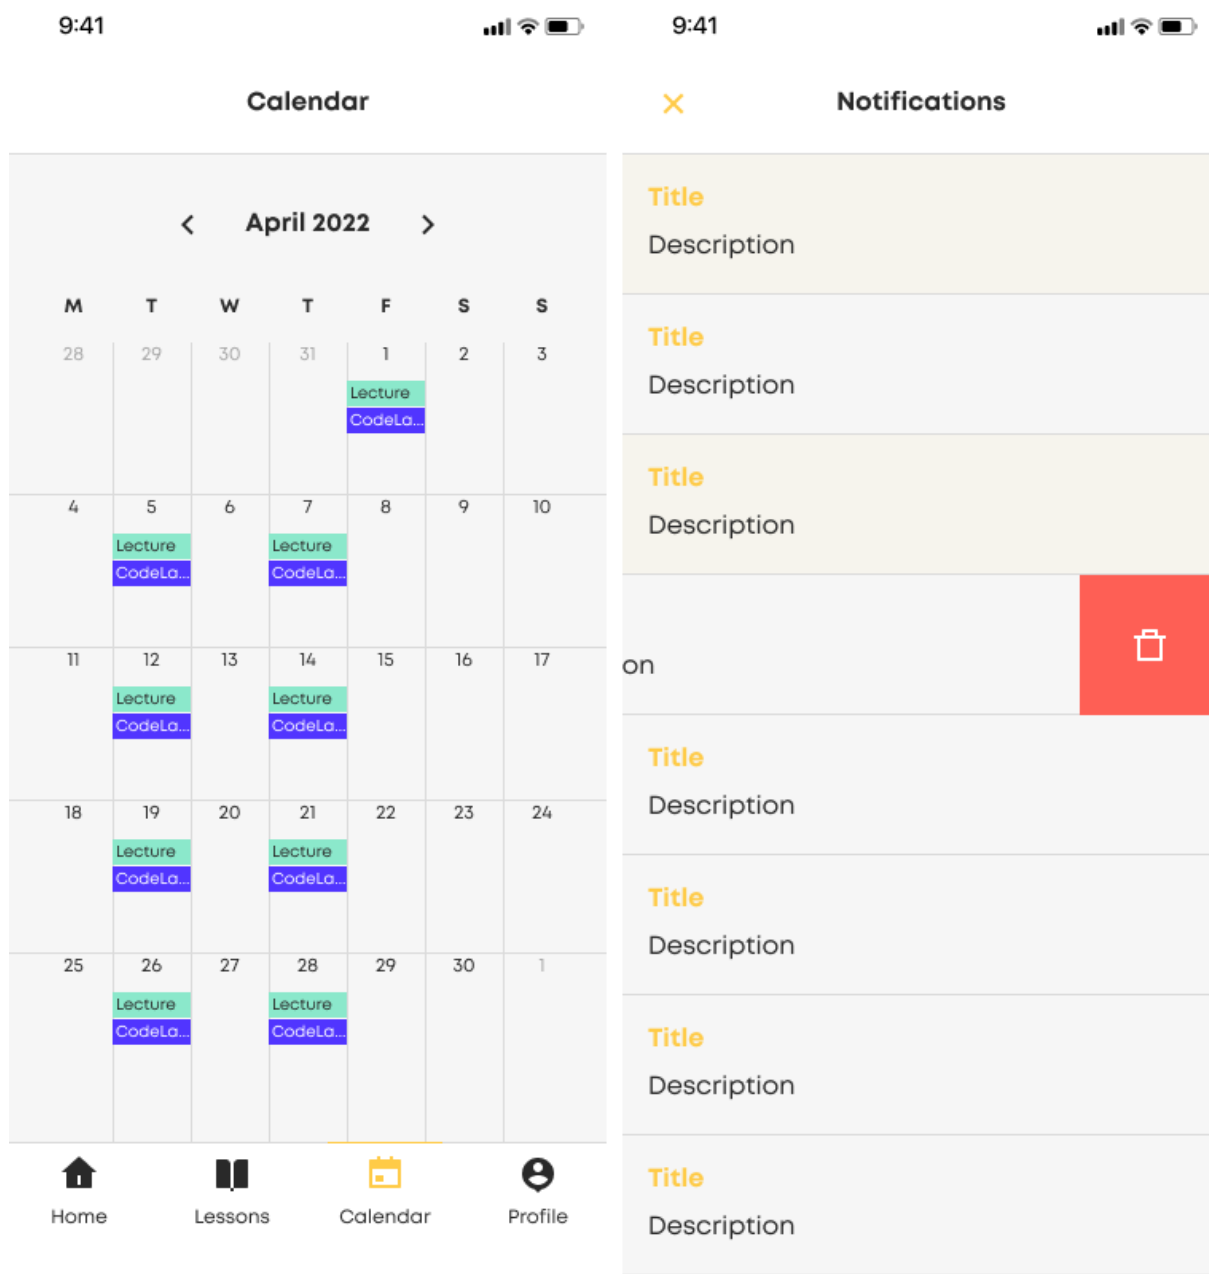 9:41
Calendar
April 2022
M T W T F S S
28 29 30 31 1 2 3
Lecture
CodeLa...
4 5 6 7 8 9 10
Lecture Lecture
CodeLa... CodeLa...
11 12 13 14 15 16 17
Lecture Lecture
CodeLa... CodeLa...
18 19 20 21 22 23 24
Lecture Lecture
CodeLa... CodeLa...
25 26 27 28 29 30 1
Lecture Lecture
CodeLa... CodeLa...
Home Lessons Calendar Profile
9:41
Notifications
Title
Description
Title
Description
Title
Description
on
Title
Description
Title
Description
Title
Description
Title
Description